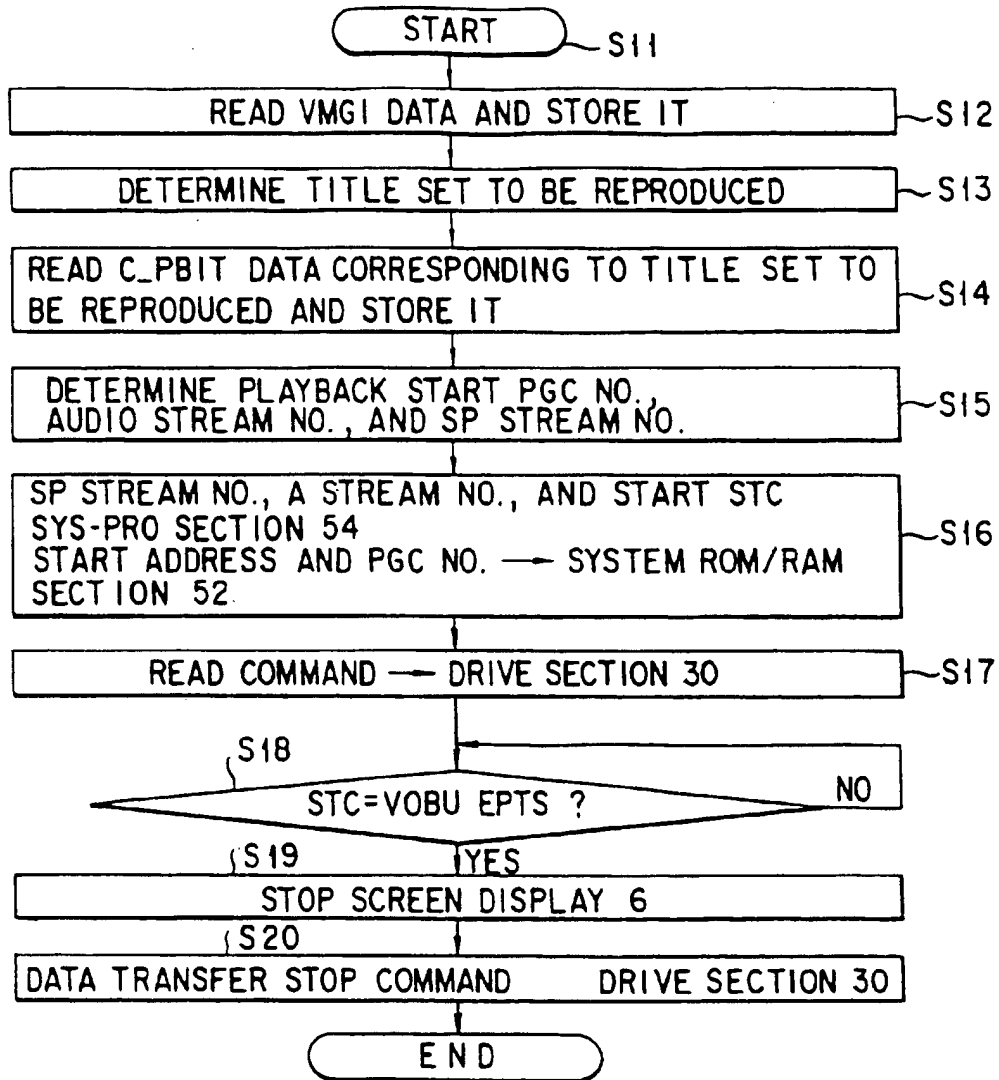 START
S11
READ VMGI DATA AND STORE IT
S12
DETERMINE TITLE SET TO BE REPRODUCED
S13
READ C_PBIT DATA CORRESPONDING TO TITLE SET TO
BE REPRODUCED AND STORE IT
S14
DETERMINE PLAYBACK START PGC NO.,
AUDIO STREAM NO., AND SP STREAM NO.
S15
SP STREAM NO., A STREAM NO., AND START STC
SYS-PRO SECTION 54
START ADDRESS AND PGC NO. → SYSTEM ROM/RAM
SECTION 52
S16
READ COMMAND → DRIVE SECTION 30
S17
S18
STC=VOBU EPTS ?
NO
YES
S19
STOP SCREEN DISPLAY 6
S20
DATA TRANSFER STOP COMMAND DRIVE SECTION 30
END